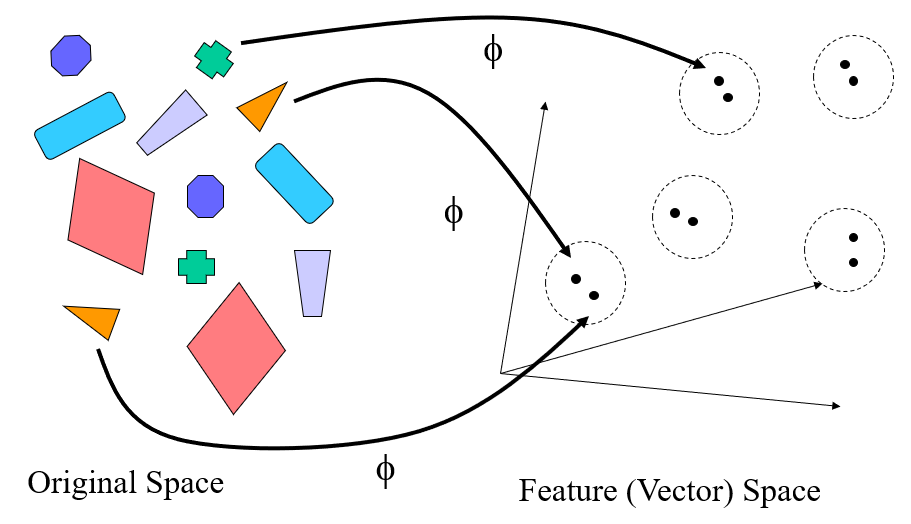 ϕ
ϕ
ϕ
Original Space
Feature (Vector) Space